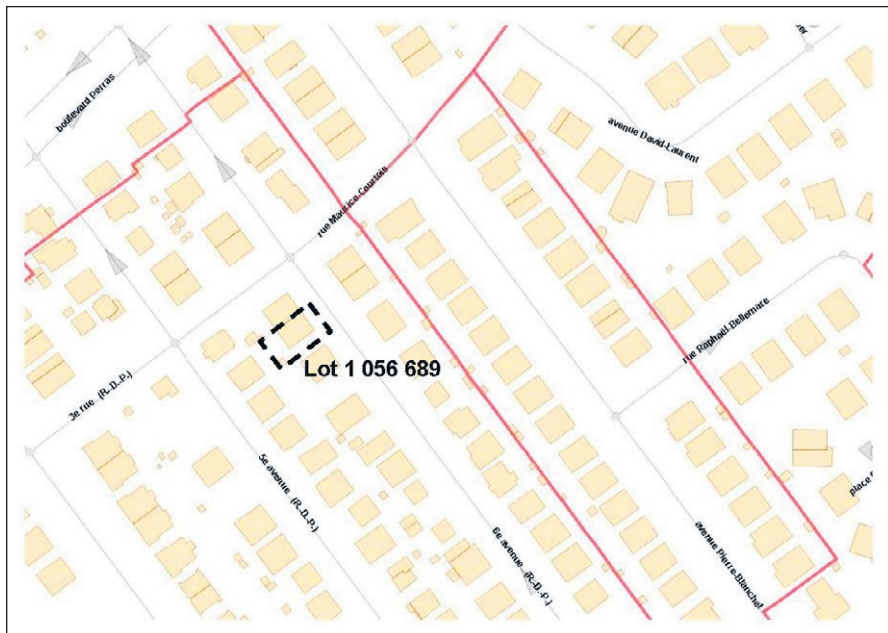 boulevard Perras
avenue David-Laurent
rue Maurice-Courtois
rue Raphaël-Bellemare
Lot 1 056 689
3e rue (R.-D.-P.)
5e avenue (R.-D.-P.)
6e avenue (R.-D.-P.)
avenue Pierre-Blanchet
place